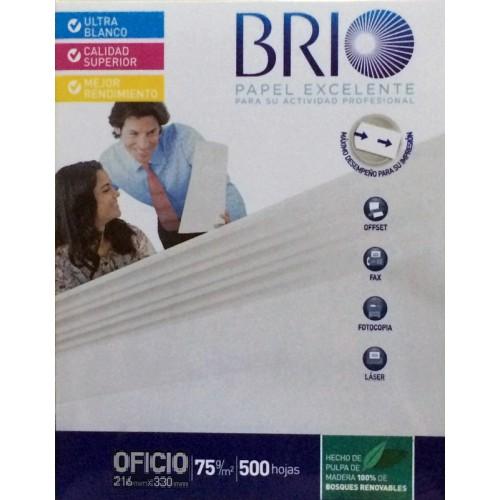 ULTRA
BLANCO
CALIDAD
SUPERIOR
MEJOR
RENDIMIENTO
BRIO
PAPEL EXCELENTE
PARA SU ACTIVIDAD PROFESIONAL
MÁXIMO DESEMPEÑO PARA SU IMPRESIÓN
OFFSET
FAX
FOTOCOPIA
LÁSER
OFICIO
216mm x 330mm
75g/m² 500 hojas
HECHO DE
PULPA DE
MADERA 100% DE
BOSQUES RENOVABLES